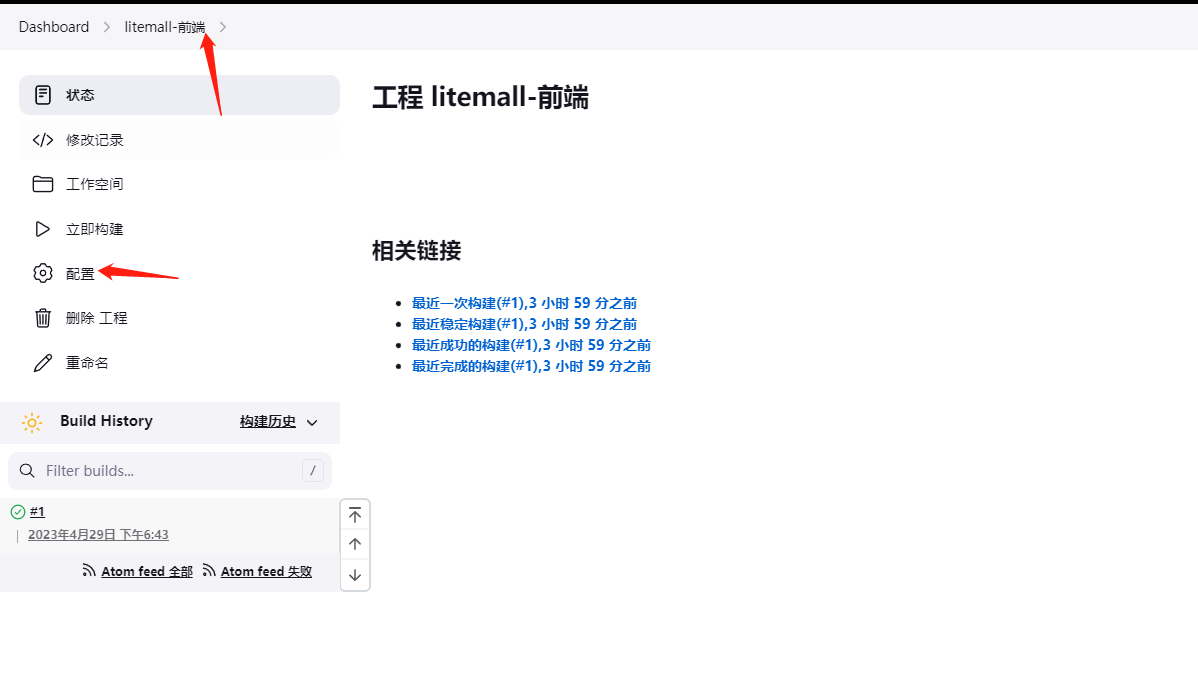 Dashboard > litemall-前端 >
状态
修改记录
工作空间
立即构建
配置
删除 工程
重命名
Build History 构建历史
Filter builds... /
#1
2023年4月29日 下午6:43
Atom feed 全部 Atom feed 失败
工程 litemall-前端
相关链接
最近一次构建(#1),3 小时 59 分之前
最近稳定构建(#1),3 小时 59 分之前
最近成功的构建(#1),3 小时 59 分之前
最近完成的构建(#1),3 小时 59 分之前